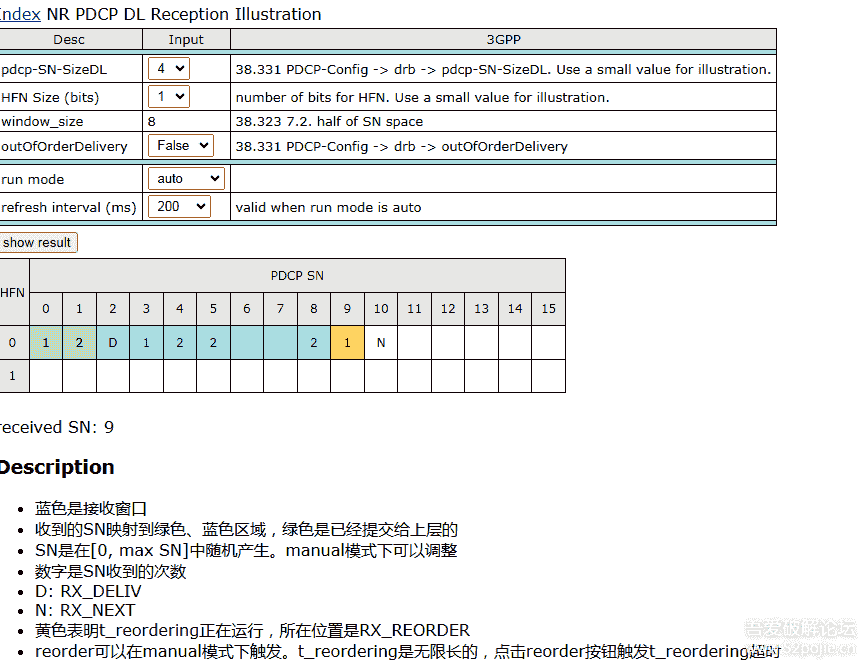 Index NR PDCP DL Reception Illustration
Desc Input 3GPP
pdcp-SN-SizeDL 4 38.331 PDCP-Config -> drb -> pdcp-SN-SizeDL. Use a small value for illustration.
HFN Size (bits) 1 number of bits for HFN. Use a small value for illustration.
window_size 8 38.323 7.2. half of SN space
outOfOrderDelivery False 38.331 PDCP-Config -> drb -> outOfOrderDelivery
run mode auto
refresh interval (ms) 200 valid when run mode is auto
show result
HFN PDCP SN
0 1 2 3 4 5 6 7 8 9 10 11 12 13 14 15
0 1 2 D 1 2 2 2 1 N
1
received SN: 9
Description
蓝色是接收窗口
收到的SN映射到绿色、蓝色区域，绿色是已经提交给上层的
SN是在[0, max SN]中随机产生。manual模式下可以调整
数字是SN收到的次数
D: RX_DELIV
N: RX_NEXT
黄色表明t_reordering正在运行，所在位置是RX_REORDER
reorder可以在manual模式下触发。t_reordering是无限长的，点击reorder按钮触发t_reordering超时
吾爱破解论坛
www.52pojie.cn